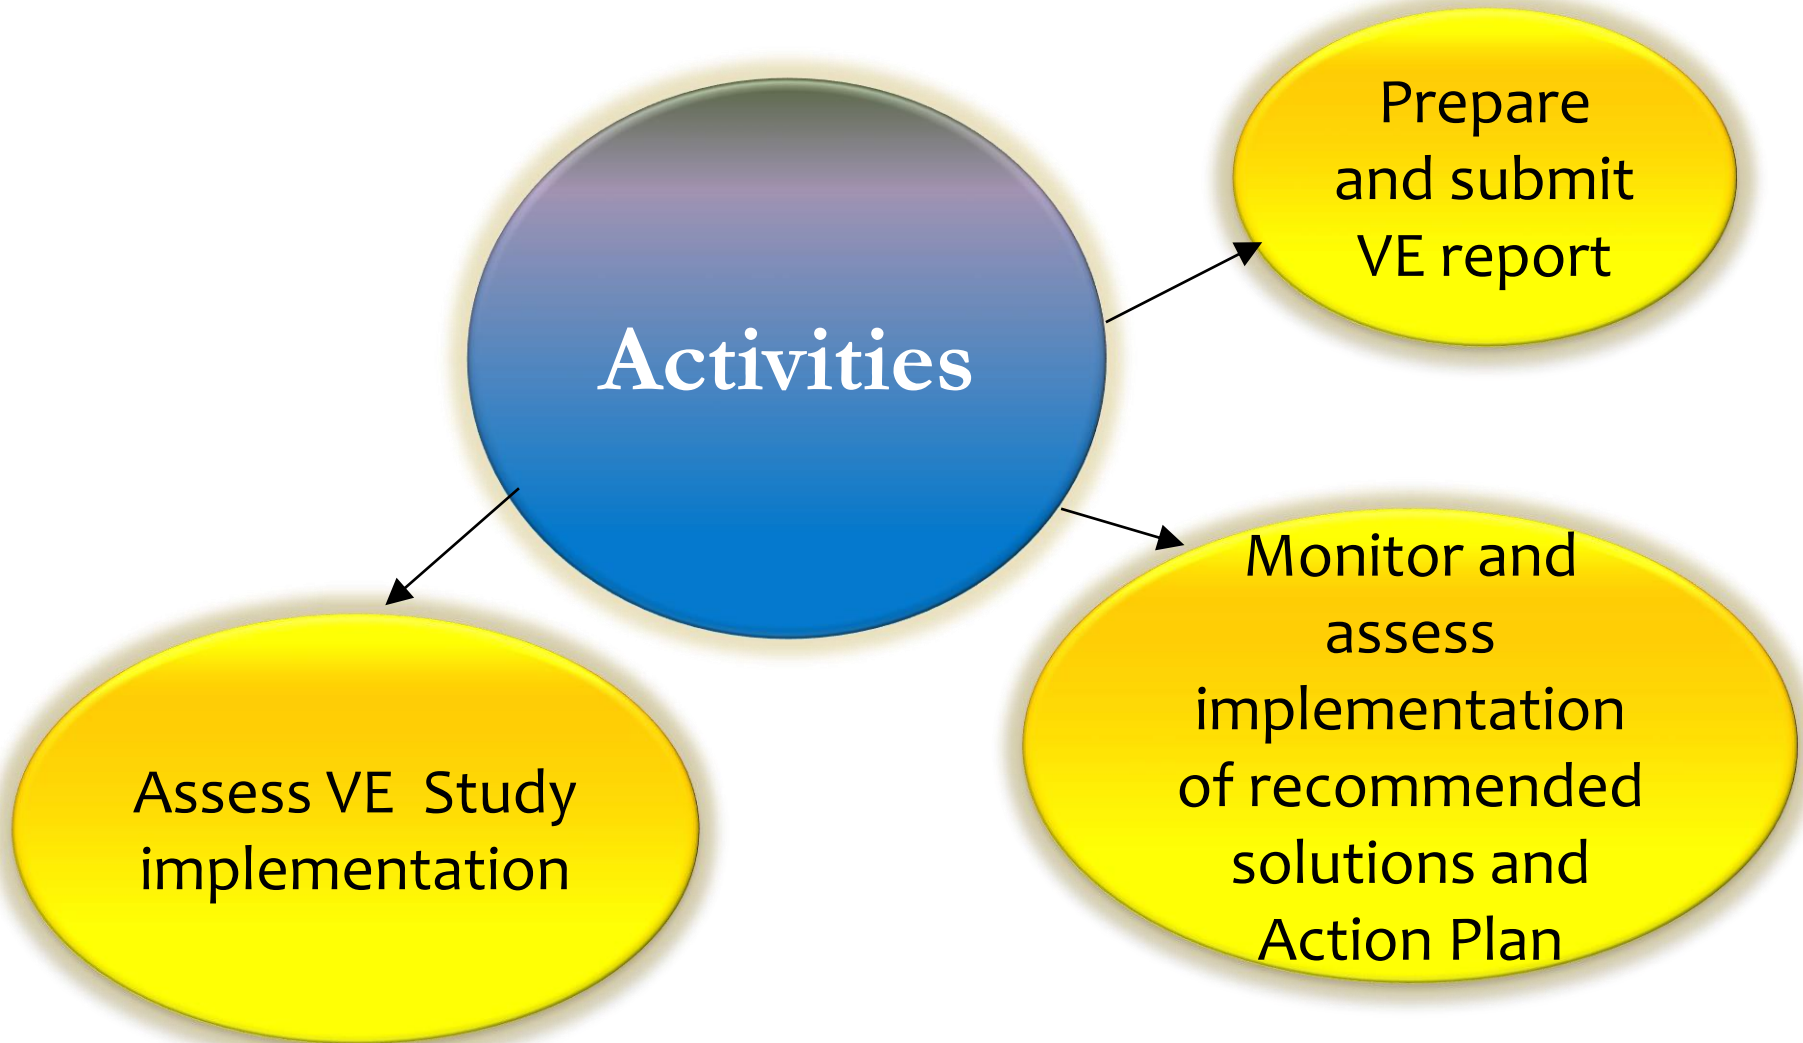 Activities
Prepare
and submit
VE report
Monitor and
assess
implementation
of recommended
solutions and
Action Plan
Assess VE  Study
implementation